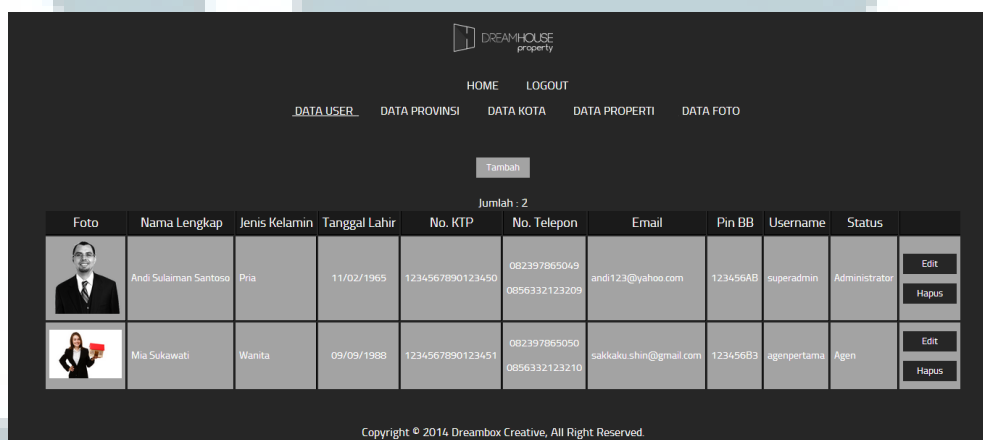 DREAMHOUSE
property
HOME LOGOUT
DATA USER DATA PROVINSI DATA KOTA DATA PROPERTI DATA FOTO
Tambah
Jumlah : 2
Foto Nama Lengkap Jenis Kelamin Tanggal Lahir No. KTP No. Telepon Email Pin BB Username Status
Andi Sulaiman Santoso Pria 11/02/1965 1234567890123450 082397865049 0856332123209 andi123@yahoo.com 123456AB superadmin Administrator Edit Hapus
Mia Sukawati Wanita 09/09/1988 1234567890123451 082397865050 0856332123210 sakkaku.shin@gmail.com 123456B3 agenpertama Agen Edit Hapus
Copyright © 2014 Dreambox Creative, All Right Reserved.